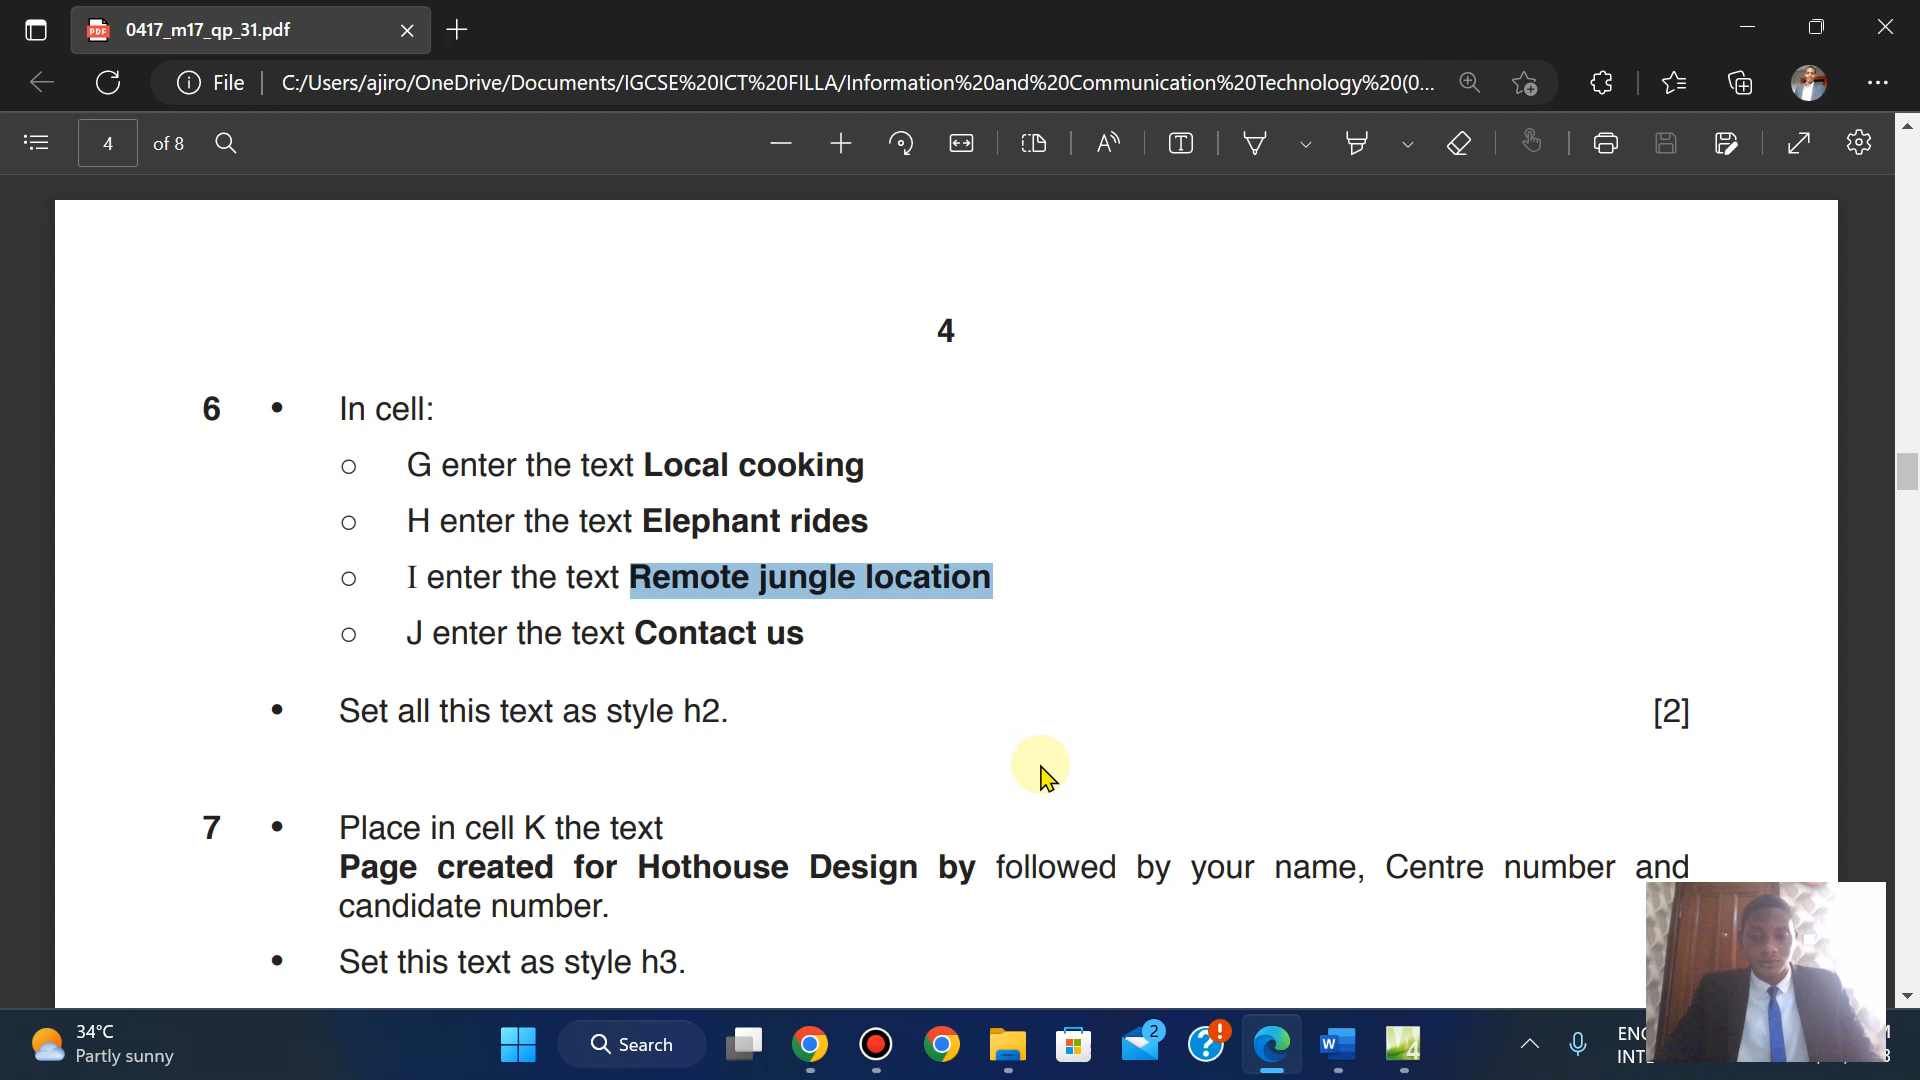 0417_m17_qp_31.pdf
File
C:/Users/ajiro/OneDrive/Documents/IGCSE%20ICT%20FILLA/Information%20and%20Communication%20Technology%20(0...
4 of 8
4
6 • In cell:
○ G enter the text Local cooking
○ H enter the text Elephant rides
○ I enter the text Remote jungle location
○ J enter the text Contact us
• Set all this text as style h2. [2]
7 • Place in cell K the text
Page created for Hothouse Design by followed by your name, Centre number and
candidate number.
• Set this text as style h3.
34°C
Partly sunny
Search
2